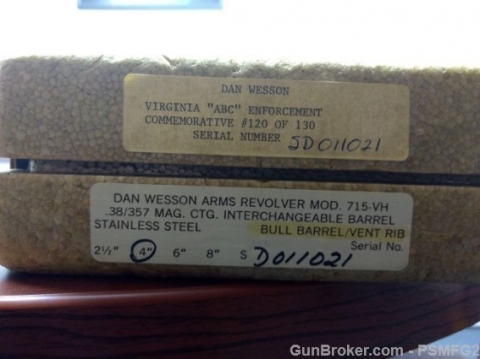 DAN WESSON
VIRGINIA "ABC" ENFORCEMENT
COMMEMORATIVE #120 OF 130
SERIAL NUMBER SD011021
DAN WESSON ARMS REVOLVER MOD. 715-VH
.38/357 MAG. CTG. INTERCHANGEABLE BARREL
STAINLESS STEEL BULL BARREL/VENT RIB
Serial No.
2½" 4" 6" 8" S D011021
GunBroker.com - PSMFG2